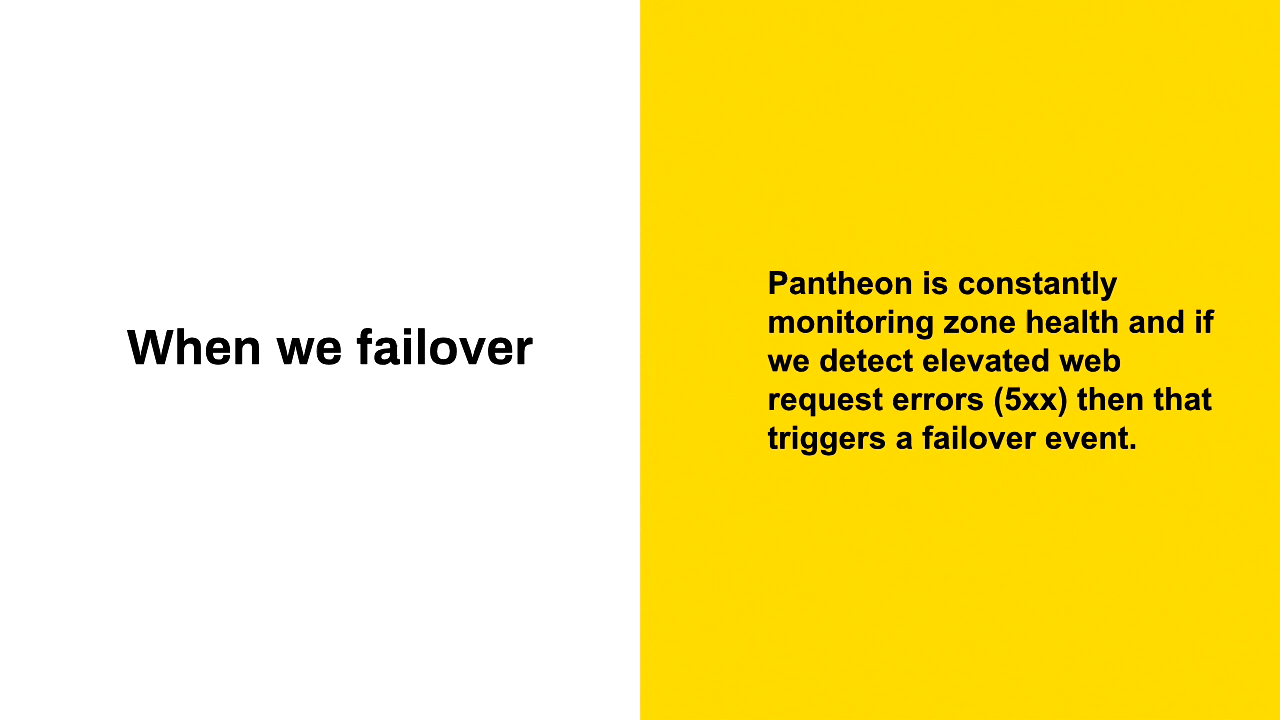 When we failover
Pantheon is constantly
monitoring zone health and if
we detect elevated web
request errors (5xx) then that
triggers a failover event.